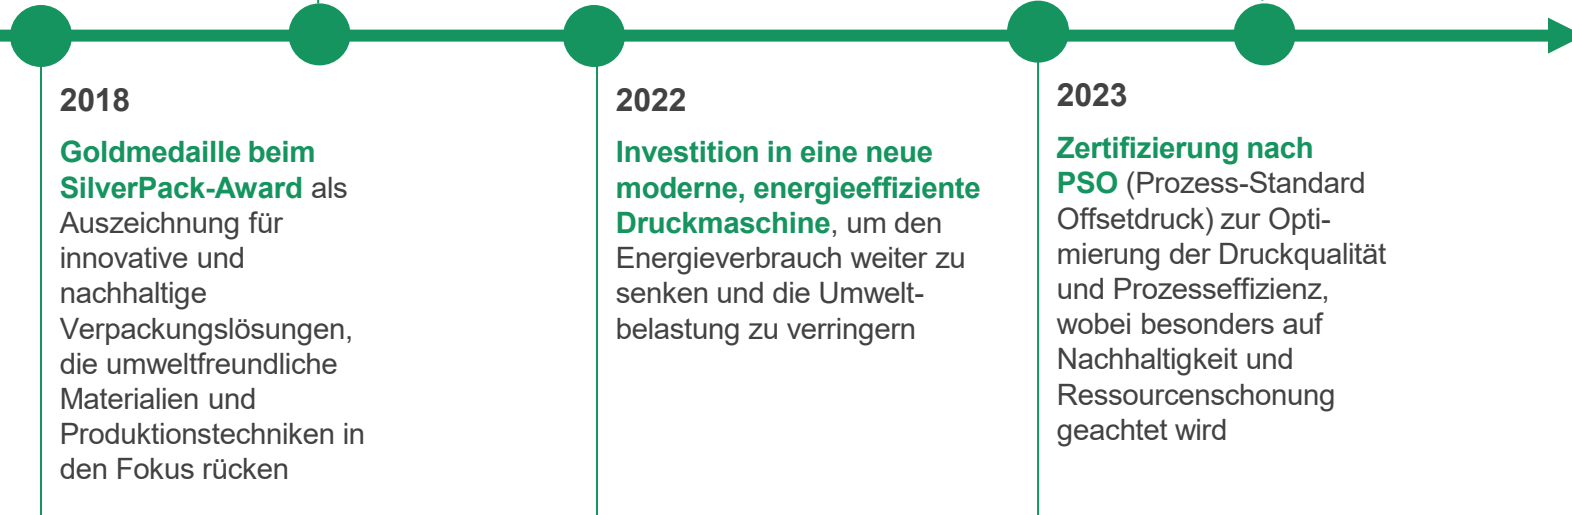 2018
Goldmedaille beim
SilverPack-Award als
Auszeichnung für
innovative und
nachhaltige
Verpackungslösungen,
die umweltfreundliche
Materialien und
Produktionstechniken in
den Fokus rücken
2022
Investition in eine neue
moderne, energieeffiziente
Druckmaschine, um den
Energieverbrauch weiter zu
senken und die Umwelt-
belastung zu verringern
2023
Zertifizierung nach
PSO (Prozess-Standard
Offsetdruck) zur Opti-
mierung der Druckqualität
und Prozesseffizienz,
wobei besonders auf
Nachhaltigkeit und
Ressourcenschonung
geachtet wird